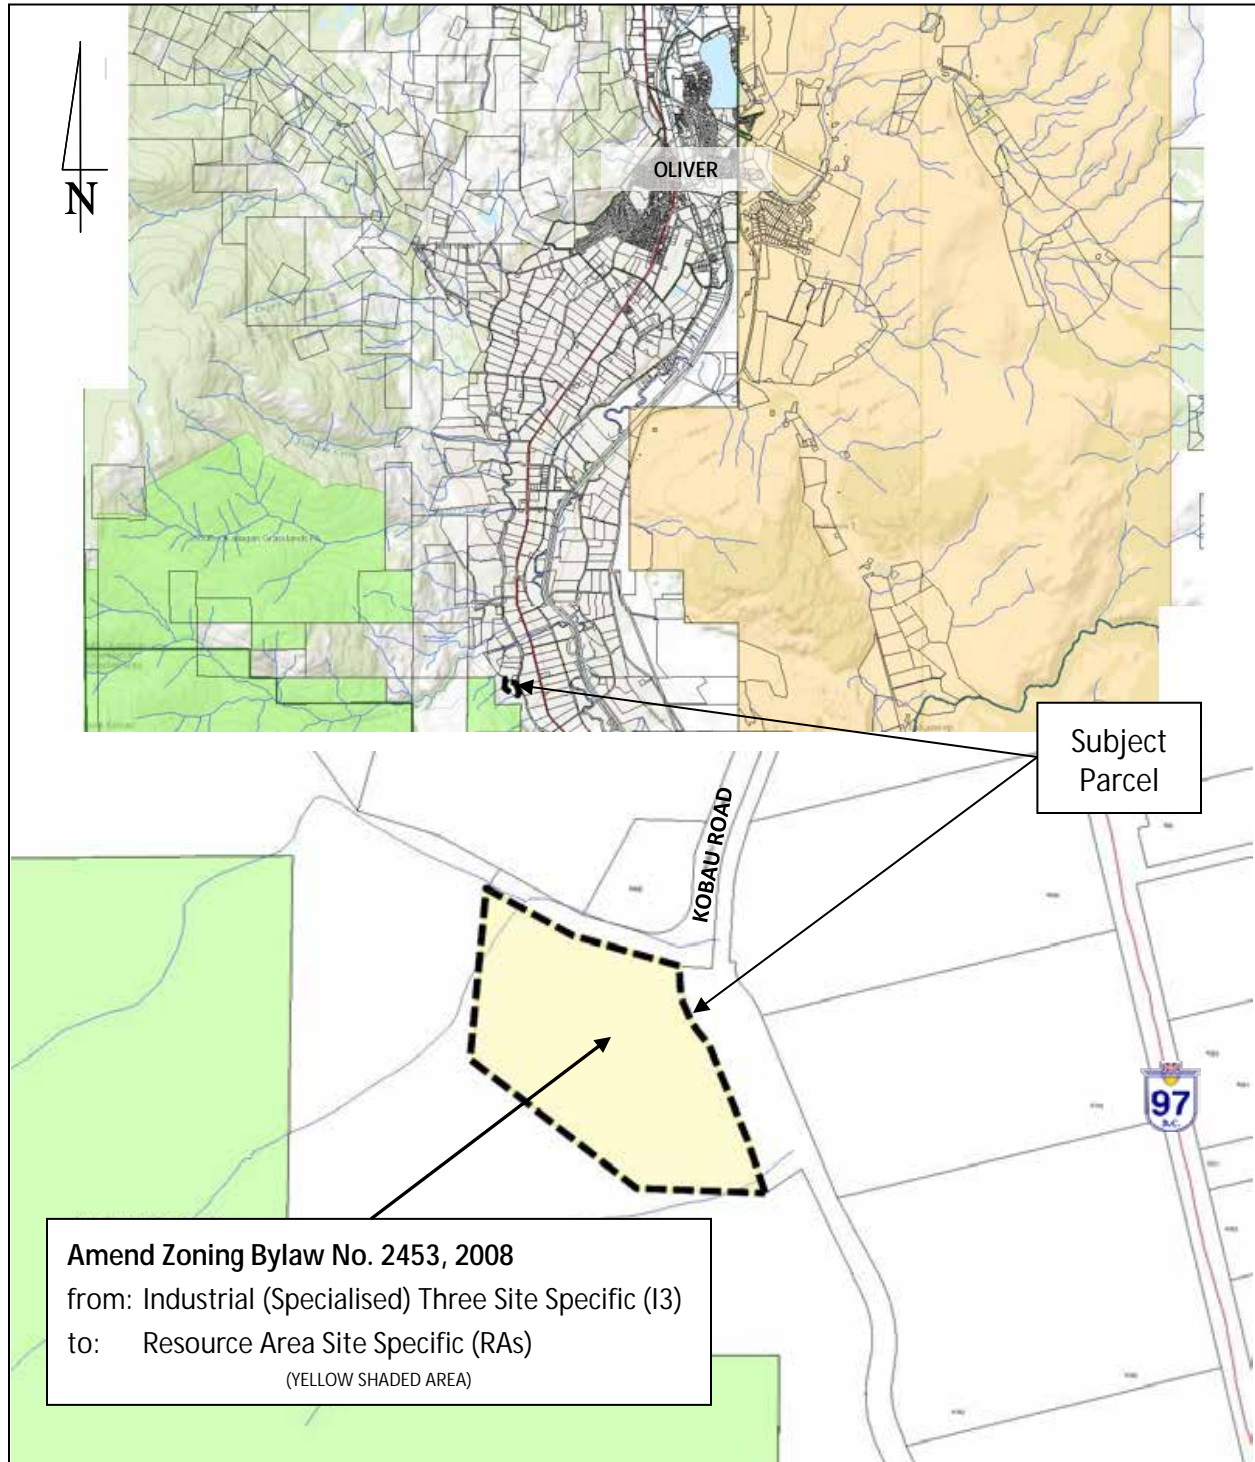 N
OLIVER
Subject
Parcel
KOBAU ROAD
97
B.C.
Amend Zoning Bylaw No. 2453, 2008
from: Industrial (Specialised) Three Site Specific (I3)
to: Resource Area Site Specific (RAs)
(YELLOW SHADED AREA)